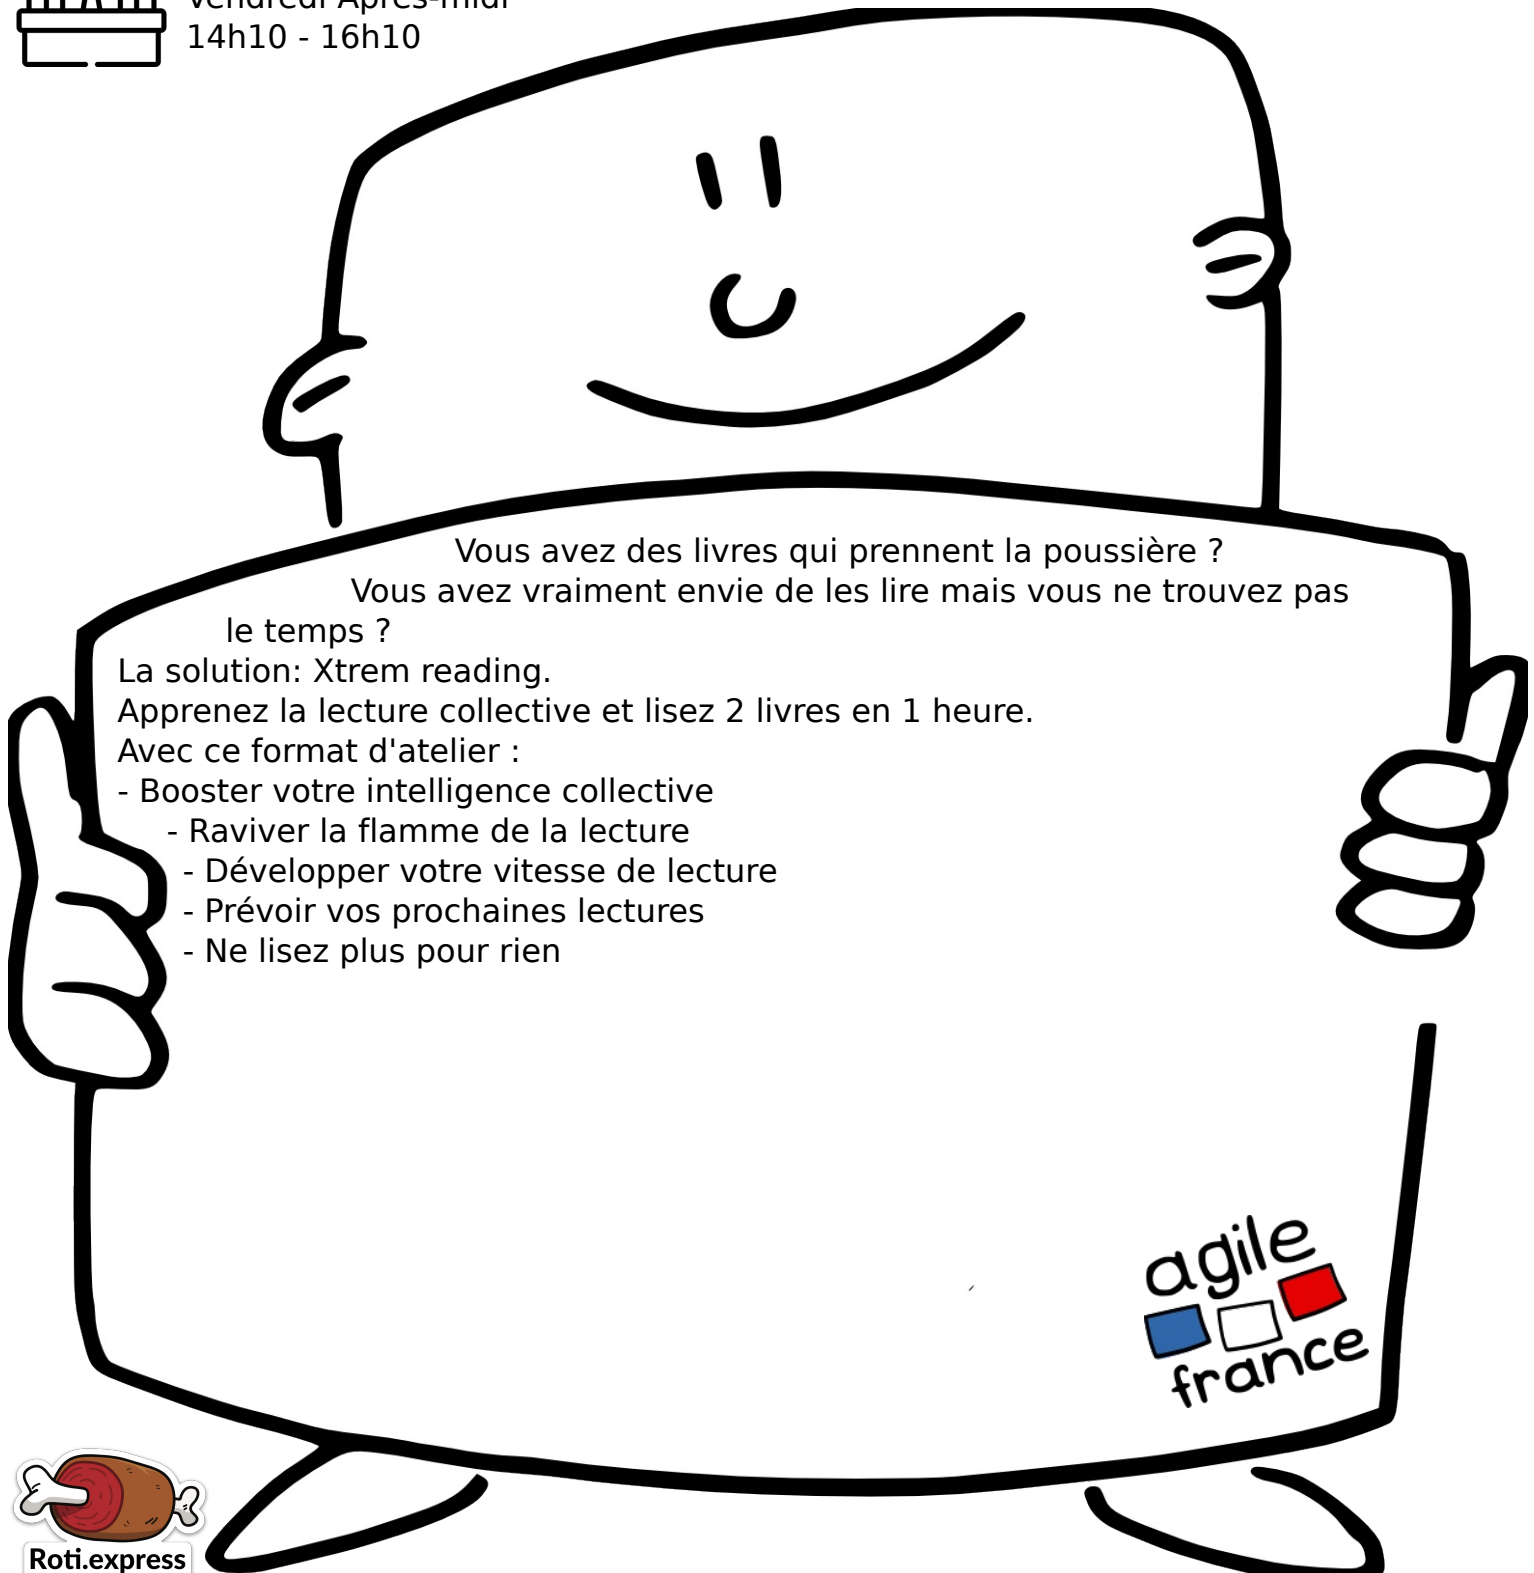 Vendredi Après-midi
14h10 - 16h10
Vous avez des livres qui prennent la poussière ?
Vous avez vraiment envie de les lire mais vous ne trouvez pas
le temps ?
La solution: Xtrem reading.
Apprenez la lecture collective et lisez 2 livres en 1 heure.
Avec ce format d'atelier :
- Booster votre intelligence collective
- Raviver la flamme de la lecture
- Développer votre vitesse de lecture
- Prévoir vos prochaines lectures
- Ne lisez plus pour rien
agile
france
Roti.express